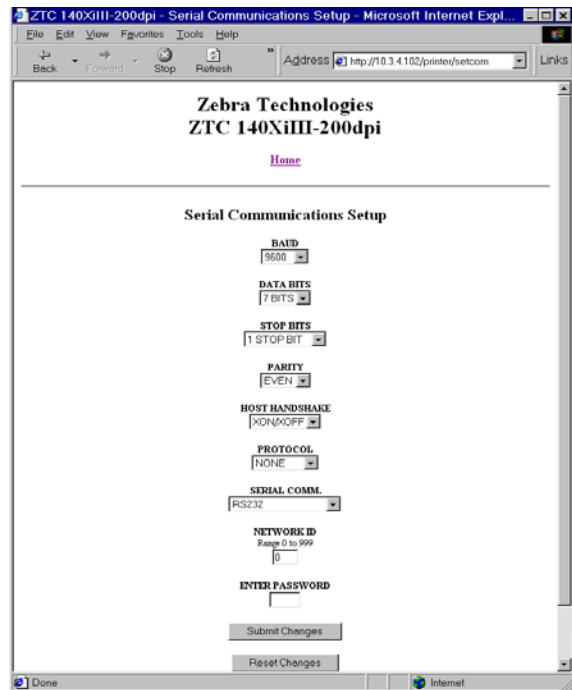 ZTC 140XiIII-200dpi - Serial Communications Setup - Microsoft Internet Expl...
File Edit View Favorites Tools Help
Back Forward Stop Refresh » Address http://10.3.4.102/printer/setcom Links
Zebra Technologies
ZTC 140XiIII-200dpi
Home
Serial Communications Setup
BAUD
9600
DATA BITS
7 BITS
STOP BITS
1 STOP BIT
PARITY
EVEN
HOST HANDSHAKE
XON/XOFF
PROTOCOL
NONE
SERIAL COMM.
RS232
NETWORK ID
Range 0 to 999
0
ENTER PASSWORD
Submit Changes
Reset Changes
Done Internet